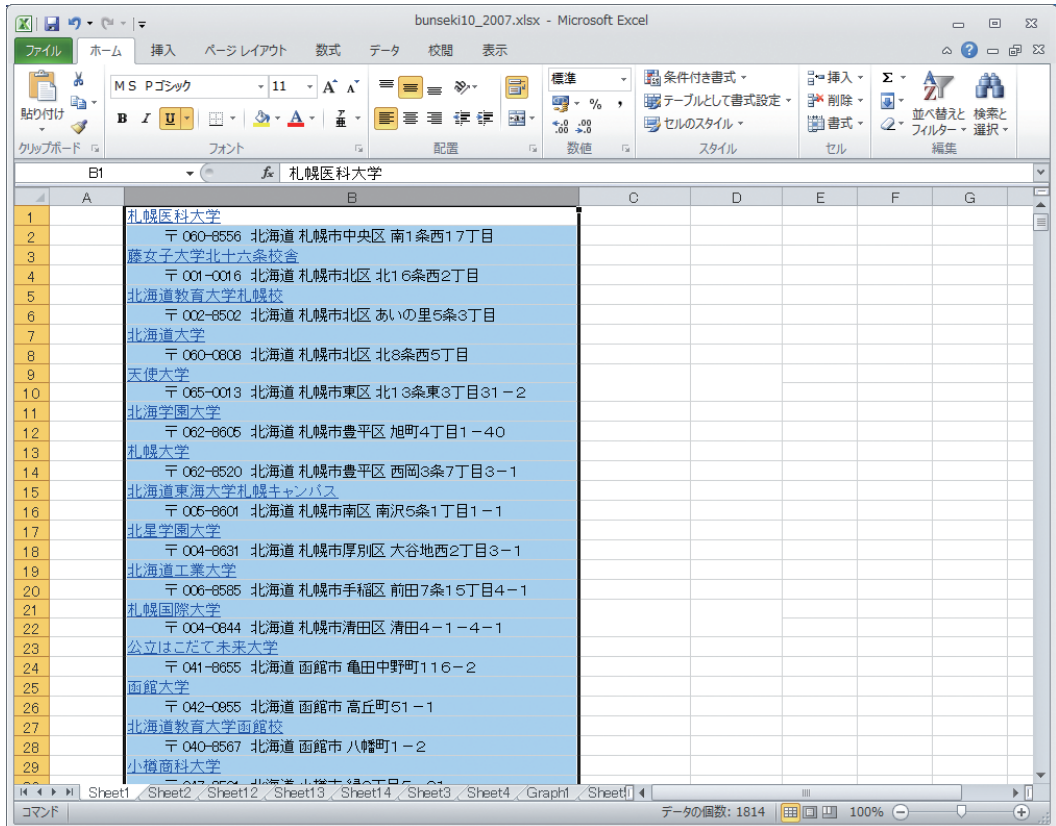 bunseki10_2007.xlsx - Microsoft Excel
ファイル ホーム 挿入 ページ レイアウト 数式 データ 校閲 表示
貼り付け
MS Pゴシック 11
B I U
標準
% ,
条件付き書式
テーブルとして書式設定
セルのスタイル
挿入
削除
書式
Σ
並べ替えと フィルター
検索と 選択
クリップボード フォント 配置 数値 スタイル セル 編集
B1 fx 札幌医科大学
A B C D E F G
1 札幌医科大学
2 〒060-8556 北海道 札幌市中央区 南1条西17丁目
3 藤女子大学北十六条校舎
4 〒001-0016 北海道 札幌市北区 北16条西2丁目
5 北海道教育大学札幌校
6 〒002-8502 北海道 札幌市北区 あいの里5条3丁目
7 北海道大学
8 〒060-0808 北海道 札幌市北区 北8条西5丁目
9 天使大学
10 〒065-0013 北海道 札幌市東区 北13条東3丁目31−2
11 北海学園大学
12 〒062-8605 北海道 札幌市豊平区 旭町4丁目1−40
13 札幌大学
14 〒062-8520 北海道 札幌市豊平区 西岡3条7丁目3−1
15 北海道東海大学札幌キャンパス
16 〒005-8601 北海道 札幌市南区 南沢5条1丁目1−1
17 北星学園大学
18 〒004-8631 北海道 札幌市厚別区 大谷地西2丁目3−1
19 北海道工業大学
20 〒006-8585 北海道 札幌市手稲区 前田7条15丁目4−1
21 札幌国際大学
22 〒004-0844 北海道 札幌市清田区 清田4−1−4−1
23 公立はこだて未来大学
24 〒041-8655 北海道 函館市 亀田中野町116−2
25 函館大学
26 〒042-0955 北海道 函館市 高丘町51−1
27 北海道教育大学函館校
28 〒040-8567 北海道 函館市 八幡町1−2
29 小樽商科大学
Sheet1 Sheet2 Sheet12 Sheet13 Sheet14 Sheet3 Sheet4 Graph1 Sheet
コマンド データの個数: 1814 100%